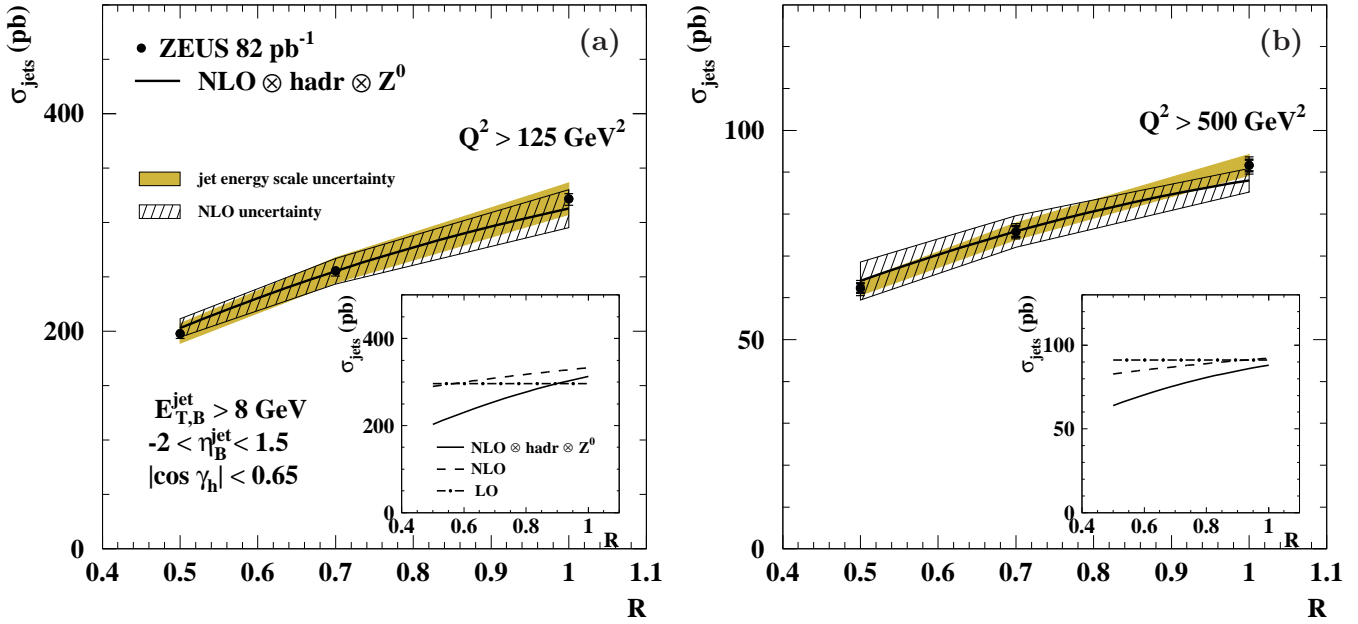 σjets (pb)
500
400
200
0
(a)
ZEUS 82 pb⁻¹
NLO ⊗ hadr ⊗ Z⁰
Q² > 125 GeV²
jet energy scale uncertainty
NLO uncertainty
E^jet_T,B > 8 GeV
-2 < η^jet_B < 1.5
|cos γh| < 0.65
σjets (pb)
400
200
0
NLO ⊗ hadr ⊗ Z⁰
NLO
LO
0.4 0.6 0.8 1
R
0.4 0.5 0.6 0.7 0.8 0.9 1 1.1
R
σjets (pb)
100
50
0
(b)
Q² > 500 GeV²
σjets (pb)
100
50
0
0.4 0.6 0.8 1
R
0.4 0.5 0.6 0.7 0.8 0.9 1 1.1
R